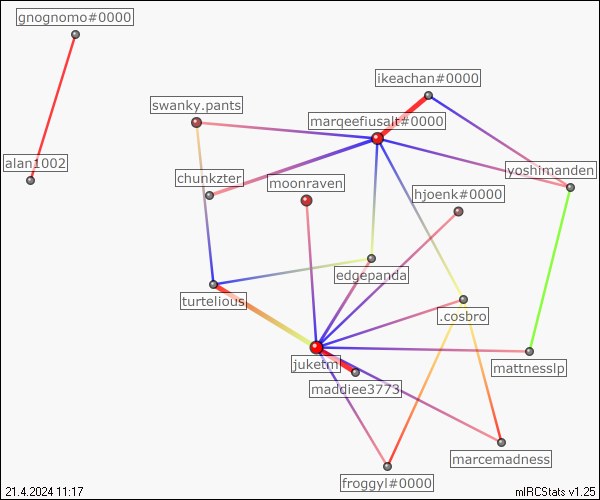 gnognomo#0000
ikeachan#0000
swanky.pants
marqeefiusalt#0000
alan1002
yoshimanden
chunkzter
moonraven
hjoenk#0000
edgepanda
turtelious
.cosbro
juketm
mattnesslp
maddiee3773
marcemadness
froggyl#0000
21.4.2024 11:17
mIRCStats v1.25